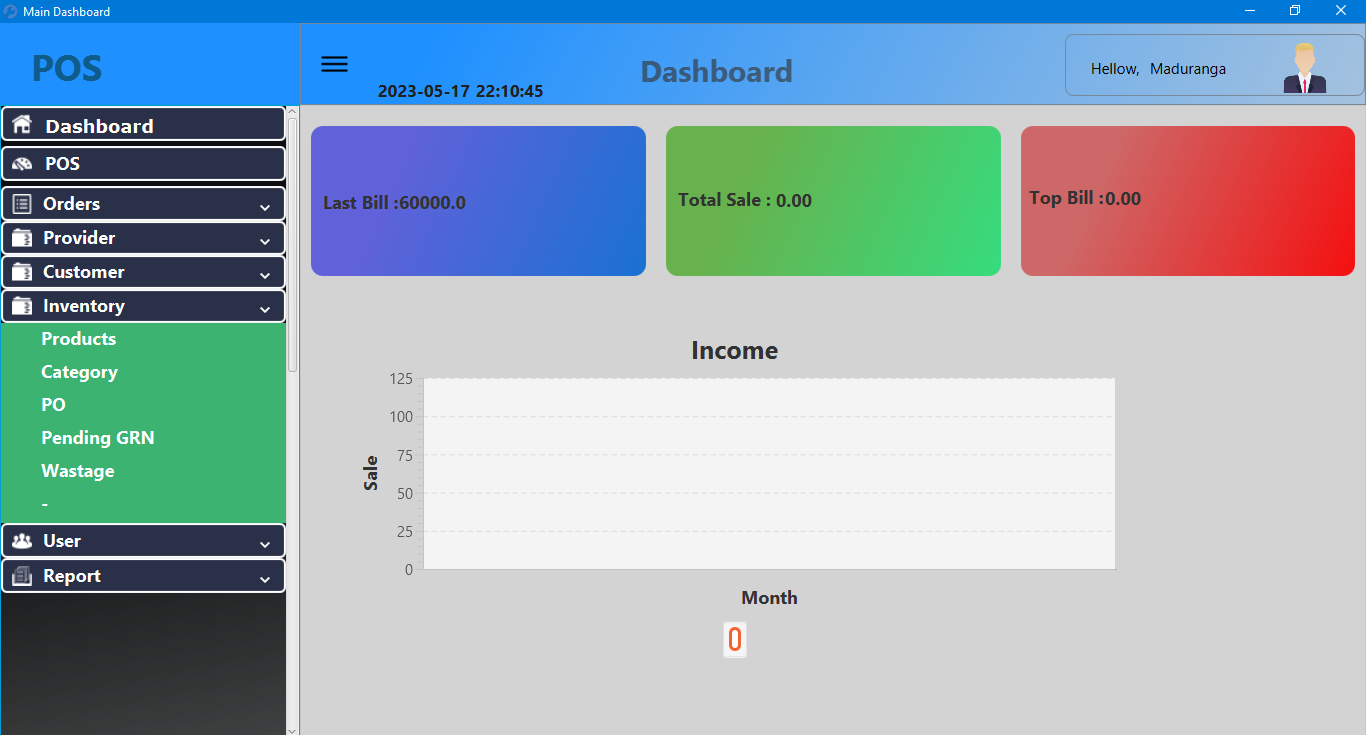 Main Dashboard
POS
2023-05-17 22:10:45
Dashboard
Hellow, Maduranga
Dashboard
POS
Orders
Provider
Customer
Inventory
Products
Category
PO
Pending GRN
Wastage
-
User
Report
Last Bill :60000.0
Total Sale : 0.00
Top Bill :0.00
Income
125
100
75
50
25
0
Sale
Month
0